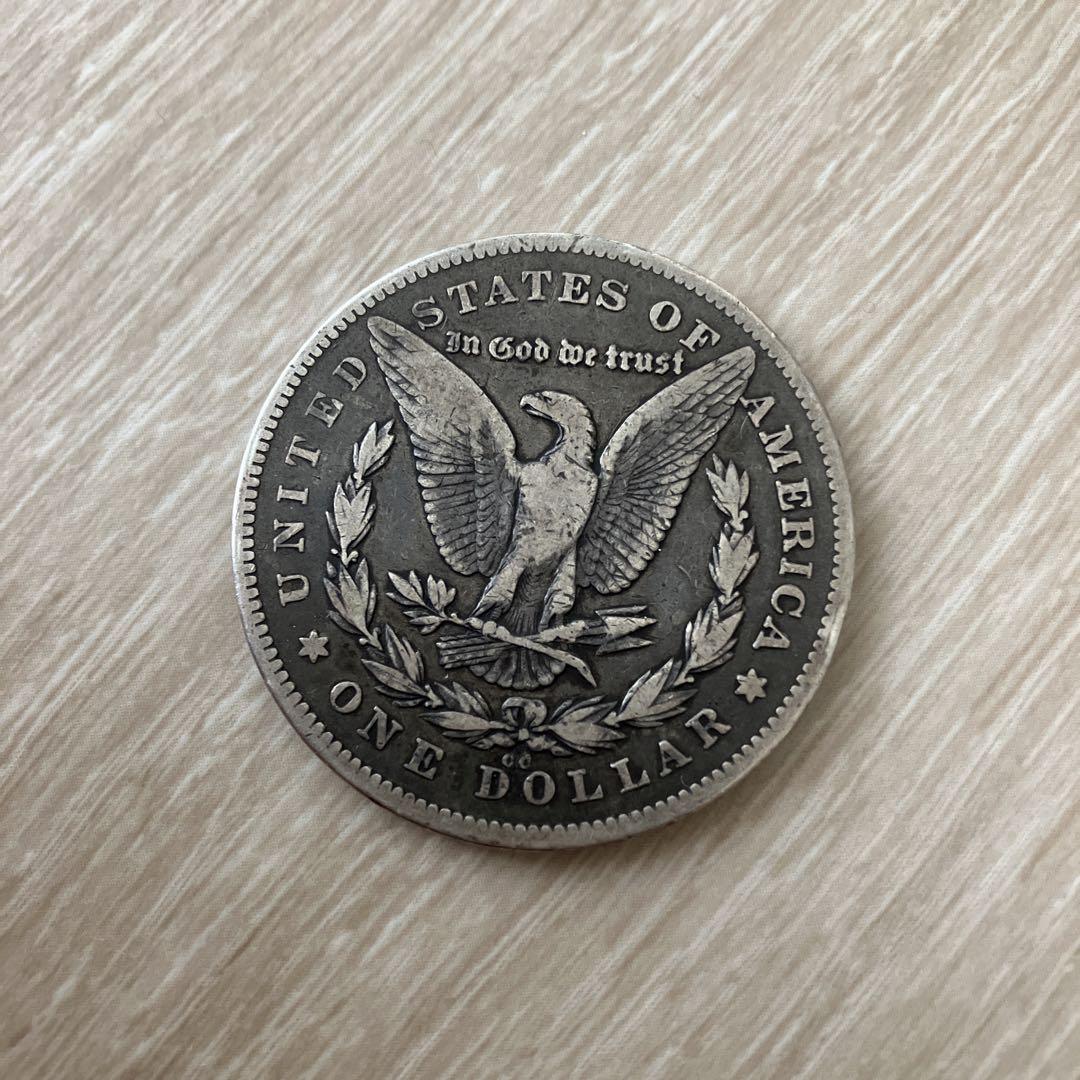 UNITED STATES OF AMERICA
In God we trust
CC
ONE DOLLAR